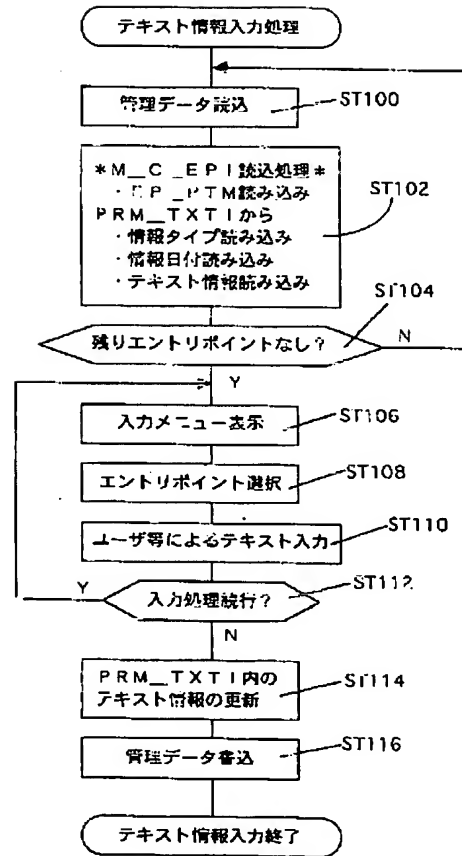 テキスト情報入力処理
管理データ読込
ST100
*M__C_EPI読込処理*
・EP_PTM読み込み
PRM__TXTIから
・情報タイプ読み込み
・情報日付読み込み
・テキスト情報読み込み
ST102
ST104
残りエントリポイントなし?
N
Y
入力メニュー表示
ST106
エントリポイント選択
ST108
ユーザ等によるテキスト入力
ST110
Y
入力処理続行?
ST112
N
PRM__TXTI内の
テキスト情報の更新
ST114
管理データ書込
ST116
テキスト情報入力終了